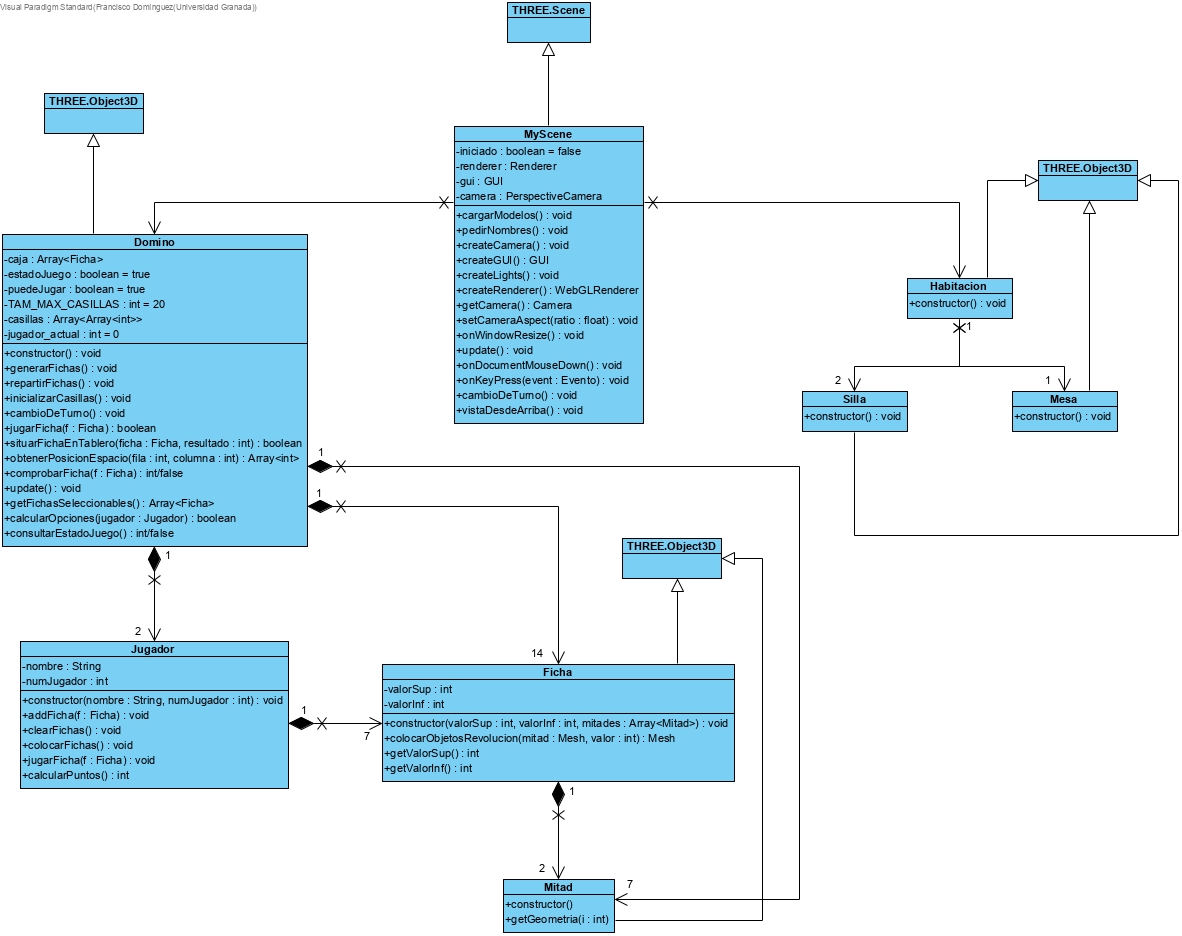 Visual Paradigm Standard(Francisco Domínguez(Universidad Granada))
THREE.Scene
THREE.Object3D
MyScene
-iniciado : boolean = false
-renderer : Renderer
-gui : GUI
-camera : PerspectiveCamera
+cargarModelos() : void
+pedirNombres() : void
+createCamera() : void
+createGUI() : GUI
+createLights() : void
+createRenderer() : WebGLRenderer
+getCamera() : Camera
+setCameraAspect(ratio : float) : void
+onWindowResize() : void
+update() : void
+onDocumentMouseDown() : void
+onKeyPress(event : Evento) : void
+cambioDeTurno() : void
+vistaDesdeArriba() : void
THREE.Object3D
Habitacion
+constructor() : void
1
2
1
Silla
+constructor() : void
Mesa
+constructor() : void
Domino
-caja : Array<Ficha>
-estadoJuego : boolean = true
-puedeJugar : boolean = true
-TAM_MAX_CASILLAS : int = 20
-casillas : Array<Array<int>>
-jugador_actual : int = 0
+constructor() : void
+generarFichas() : void
+repartirFichas() : void
+inicializarCasillas() : void
+cambioDeTurno() : void
+jugarFicha(f : Ficha) : boolean
+situarFichaEnTablero(ficha : Ficha, resultado : int) : boolean
+obtenerPosicionEspacio(fila : int, columna : int) : Array<int>
+comprobarFicha(f : Ficha) : int/false
+update() : void
+getFichasSeleccionables() : Array<Ficha>
+calcularOpciones(jugador : Jugador) : boolean
+consultarEstadoJuego() : int/false
1
1
1
2
THREE.Object3D
Jugador
-nombre : String
-numJugador : int
+constructor(nombre : String, numJugador : int) : void
+addFicha(f : Ficha) : void
+clearFichas() : void
+colocarFichas() : void
+jugarFicha(f : Ficha) : void
+calcularPuntos() : int
1
7
14
Ficha
-valorSup : int
-valorInf : int
+constructor(valorSup : int, valorInf : int, mitades : Array<Mitad>) : void
+colocarObjetosRevolucion(mitad : Mesh, valor : int) : Mesh
+getValorSup() : int
+getValorInf() : int
1
2
7
Mitad
+constructor()
+getGeometria(i : int)